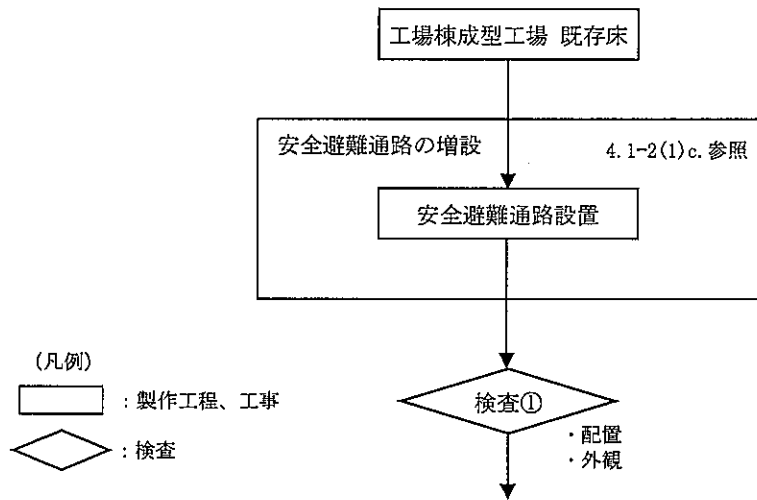 工場棟成型工場 既存床
安全避難通路の増設
4.1-2(1)c.参照
安全避難通路設置
検査①
・配置
・外観
(凡例)
：製作工程、工事
：検査